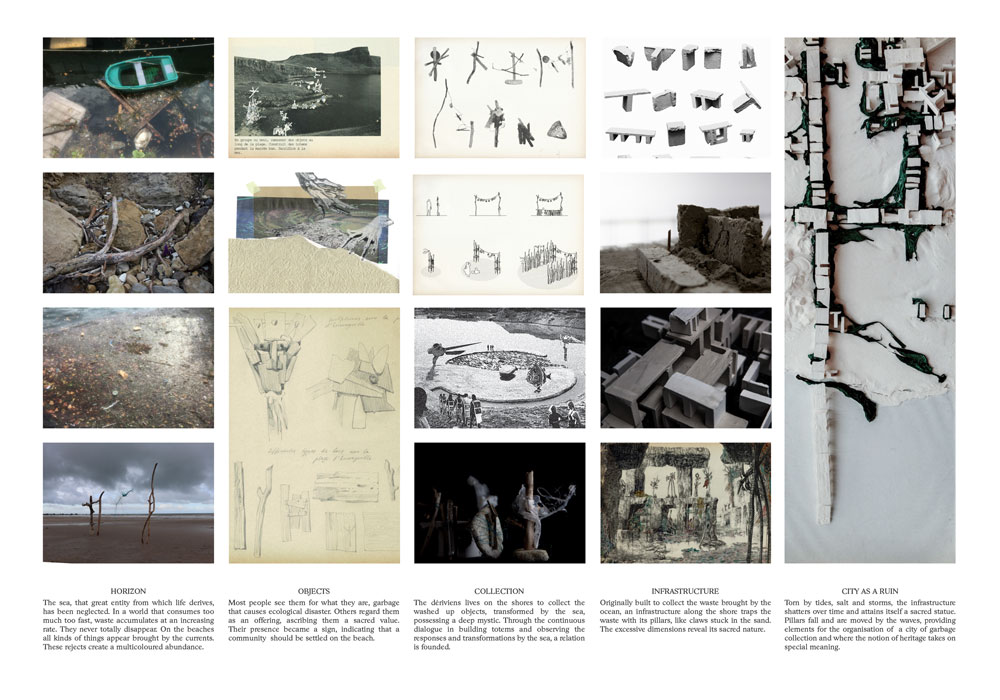 HORIZON
The sea, that great entity from which life derives,
has been neglected. In a world that consumes too
much too fast, waste accumulates at an increasing
rate. They never totally disappear. On the beaches
all kinds of things appear brought by the currents.
These rejects create a multicoloured abundance.
OBJECTS
Most people see them for what they are, garbage
that causes ecological disaster. Others regard them
as an offering, ascribing them a sacred value.
Their presence became a sign, indicating that a
community should be settled on the beach.
COLLECTION
The dériviens lives on the shores to collect the
washed up objects, transformed by the sea,
possessing a deep mystic. Through the continuous
dialogue in building totems and observing the
responses and transformations by the sea, a relation
is founded.
INFRASTRUCTURE
Originally built to collect the waste brought by the
ocean, an infrastructure along the shore traps the
waste with its pillars, like claws stuck in the sand.
The excessive dimensions reveal its sacred nature.
CITY AS A RUIN
Torn by tides, salt and storms, the infrastructure
shatters over time and attains itself a sacred statue.
Pillars fall and are moved by the waves, providing
elements for the organisation of a city of garbage
collection and where the notion of heritage takes on
special meaning.